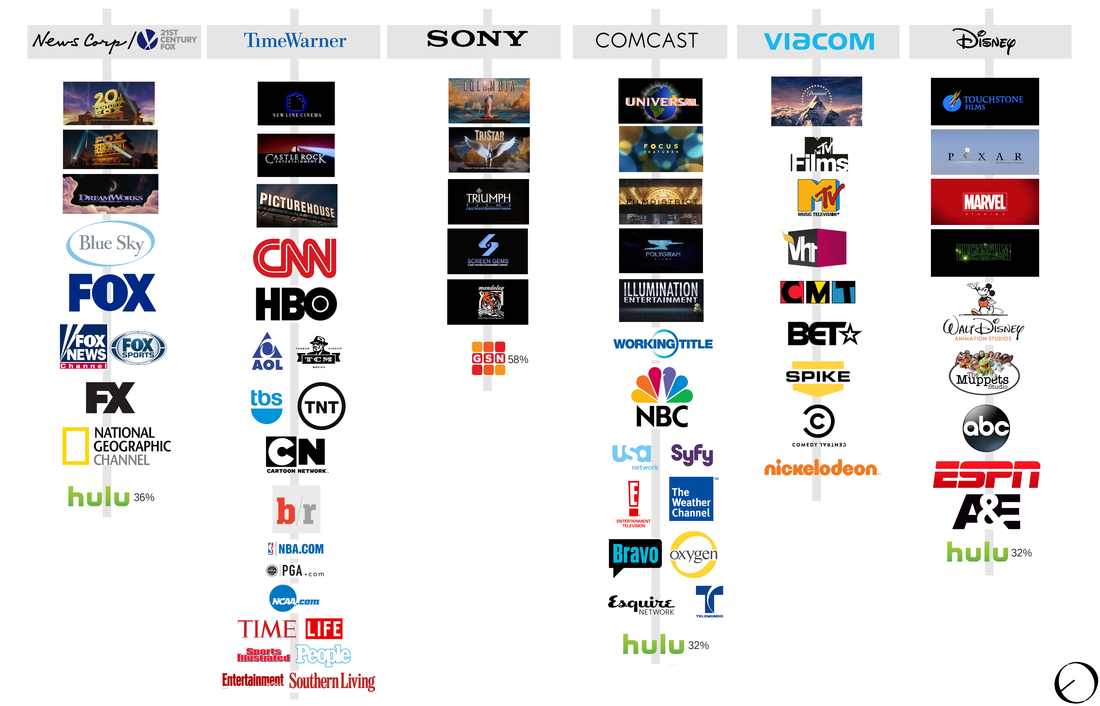 News Corp / 21ST CENTURY FOX
TimeWarner
SONY
COMCAST
VIACOM
DISNEY
20
FOX
DREAMWORKS
Blue Sky
FOX
FOX NEWS Channel
FOX SPORTS
FX
NATIONAL
GEOGRAPHIC
CHANNEL
hulu 36%
NEW LINE CINEMA
CASTLE ROCK
ENTERTAINMENT
PICTUREHOUSE
CNN
HBO
AOL
TCM
tbs
TNT
CN
CARTOON NETWORK
b/r
NBA.COM
PGA.com
NCAA.com
TIME
LIFE
Sports Illustrated
People
Entertainment
Southern Living
COLUMBIA
TRISTAR
TRIUMPH
FILMS
SCREEN GEMS
mandalay
GSN 58%
UNIVERSAL
FOCUS
FEATURES
FILMDISTRICT
POLYGRAM
FILMS
ILLUMINATION
ENTERTAINMENT
WORKING TITLE
NBC
usa
network
Syfy
E!
ENTERTAINMENT
TELEVISION
The
Weather
Channel
Bravo
oxygen
Esquire
NETWORK
T
TELEMUNDO
hulu 32%
Paramount
MTV
Films
MTV
MUSIC TELEVISION
Vh1
CMT
BET
SPIKE
COMEDY CENTRAL
nickelodeon
TOUCHSTONE
FILMS
PIXAR
MARVEL
STUDIOS
LUCASFILM
WALT DISNEY
ANIMATION STUDIOS
The Muppets
Studio
abc
ESPN
A&E
hulu 32%